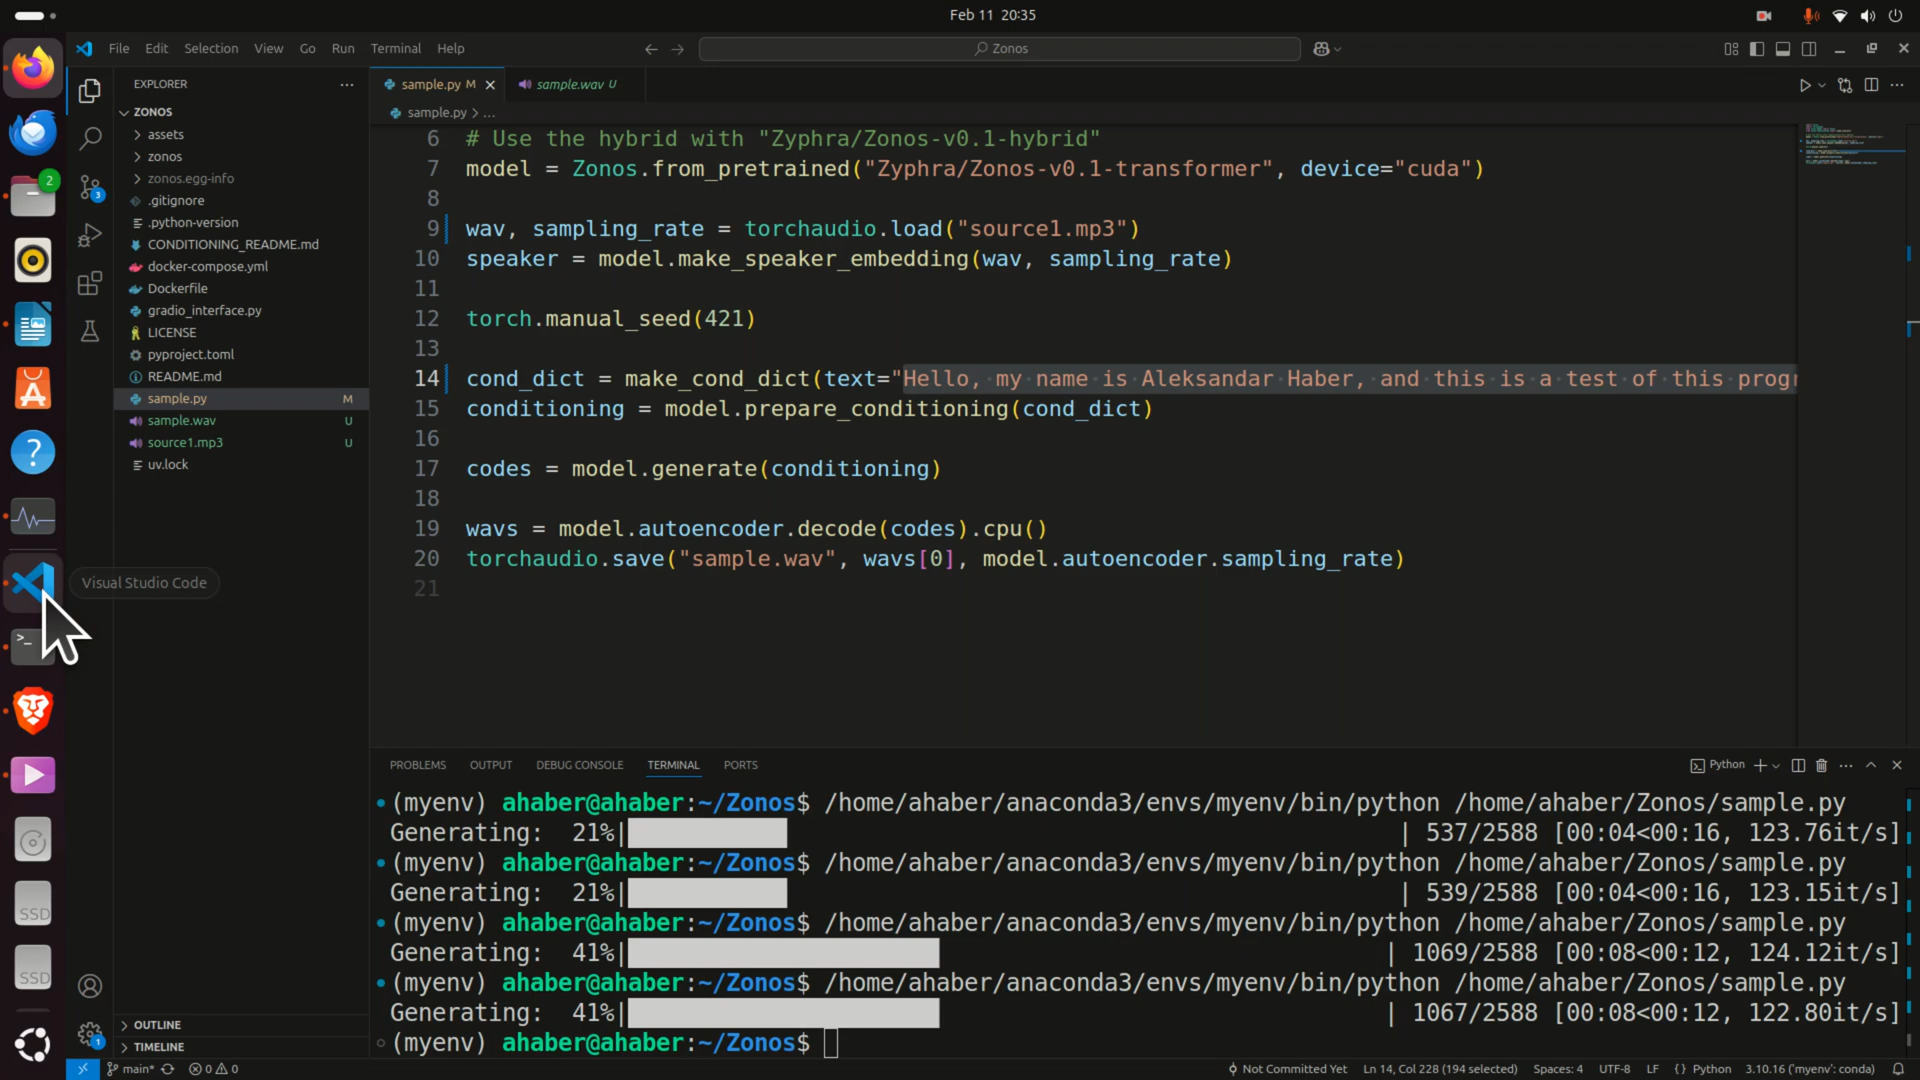 Feb 11 20:35
File Edit Selection View Go Run Terminal Help
Zonos
EXPLORER
sample.py M
sample.wav U
ZONOS
assets
zonos
zonos.egg-info
.gitignore
.python-version
CONDITIONING_README.md
docker-compose.yml
Dockerfile
gradio_interface.py
LICENSE
pyproject.toml
README.md
sample.py M
sample.wav U
source1.mp3 U
uv.lock
OUTLINE
TIMELINE
2
3
1
SSD
SSD
Visual Studio Code
sample.py > ...
6 # Use the hybrid with "Zyphra/Zonos-v0.1-hybrid"
7 model = Zonos.from_pretrained("Zyphra/Zonos-v0.1-transformer", device="cuda")
8
9 wav, sampling_rate = torchaudio.load("source1.mp3")
10 speaker = model.make_speaker_embedding(wav, sampling_rate)
11
12 torch.manual_seed(421)
13
14 cond_dict = make_cond_dict(text="Hello, my name is Aleksandar Haber, and this is a test of this progr
15 conditioning = model.prepare_conditioning(cond_dict)
16
17 codes = model.generate(conditioning)
18
19 wavs = model.autoencoder.decode(codes).cpu()
20 torchaudio.save("sample.wav", wavs[0], model.autoencoder.sampling_rate)
21
PROBLEMS OUTPUT DEBUG CONSOLE TERMINAL PORTS
Python
(myenv) ahaber@ahaber:~/Zonos$ /home/ahaber/anaconda3/envs/myenv/bin/python /home/ahaber/Zonos/sample.py
Generating: 21%| | 537/2588 [00:04<00:16, 123.76it/s]
(myenv) ahaber@ahaber:~/Zonos$ /home/ahaber/anaconda3/envs/myenv/bin/python /home/ahaber/Zonos/sample.py
Generating: 21%| | 539/2588 [00:04<00:16, 123.15it/s]
(myenv) ahaber@ahaber:~/Zonos$ /home/ahaber/anaconda3/envs/myenv/bin/python /home/ahaber/Zonos/sample.py
Generating: 41%| | 1069/2588 [00:08<00:12, 124.12it/s]
(myenv) ahaber@ahaber:~/Zonos$ /home/ahaber/anaconda3/envs/myenv/bin/python /home/ahaber/Zonos/sample.py
Generating: 41%| | 1067/2588 [00:08<00:12, 122.80it/s]
(myenv) ahaber@ahaber:~/Zonos$
main* 0 0 Not Committed Yet Ln 14, Col 228 (194 selected) Spaces: 4 UTF-8 LF {} Python 3.10.16 ('myenv': conda)